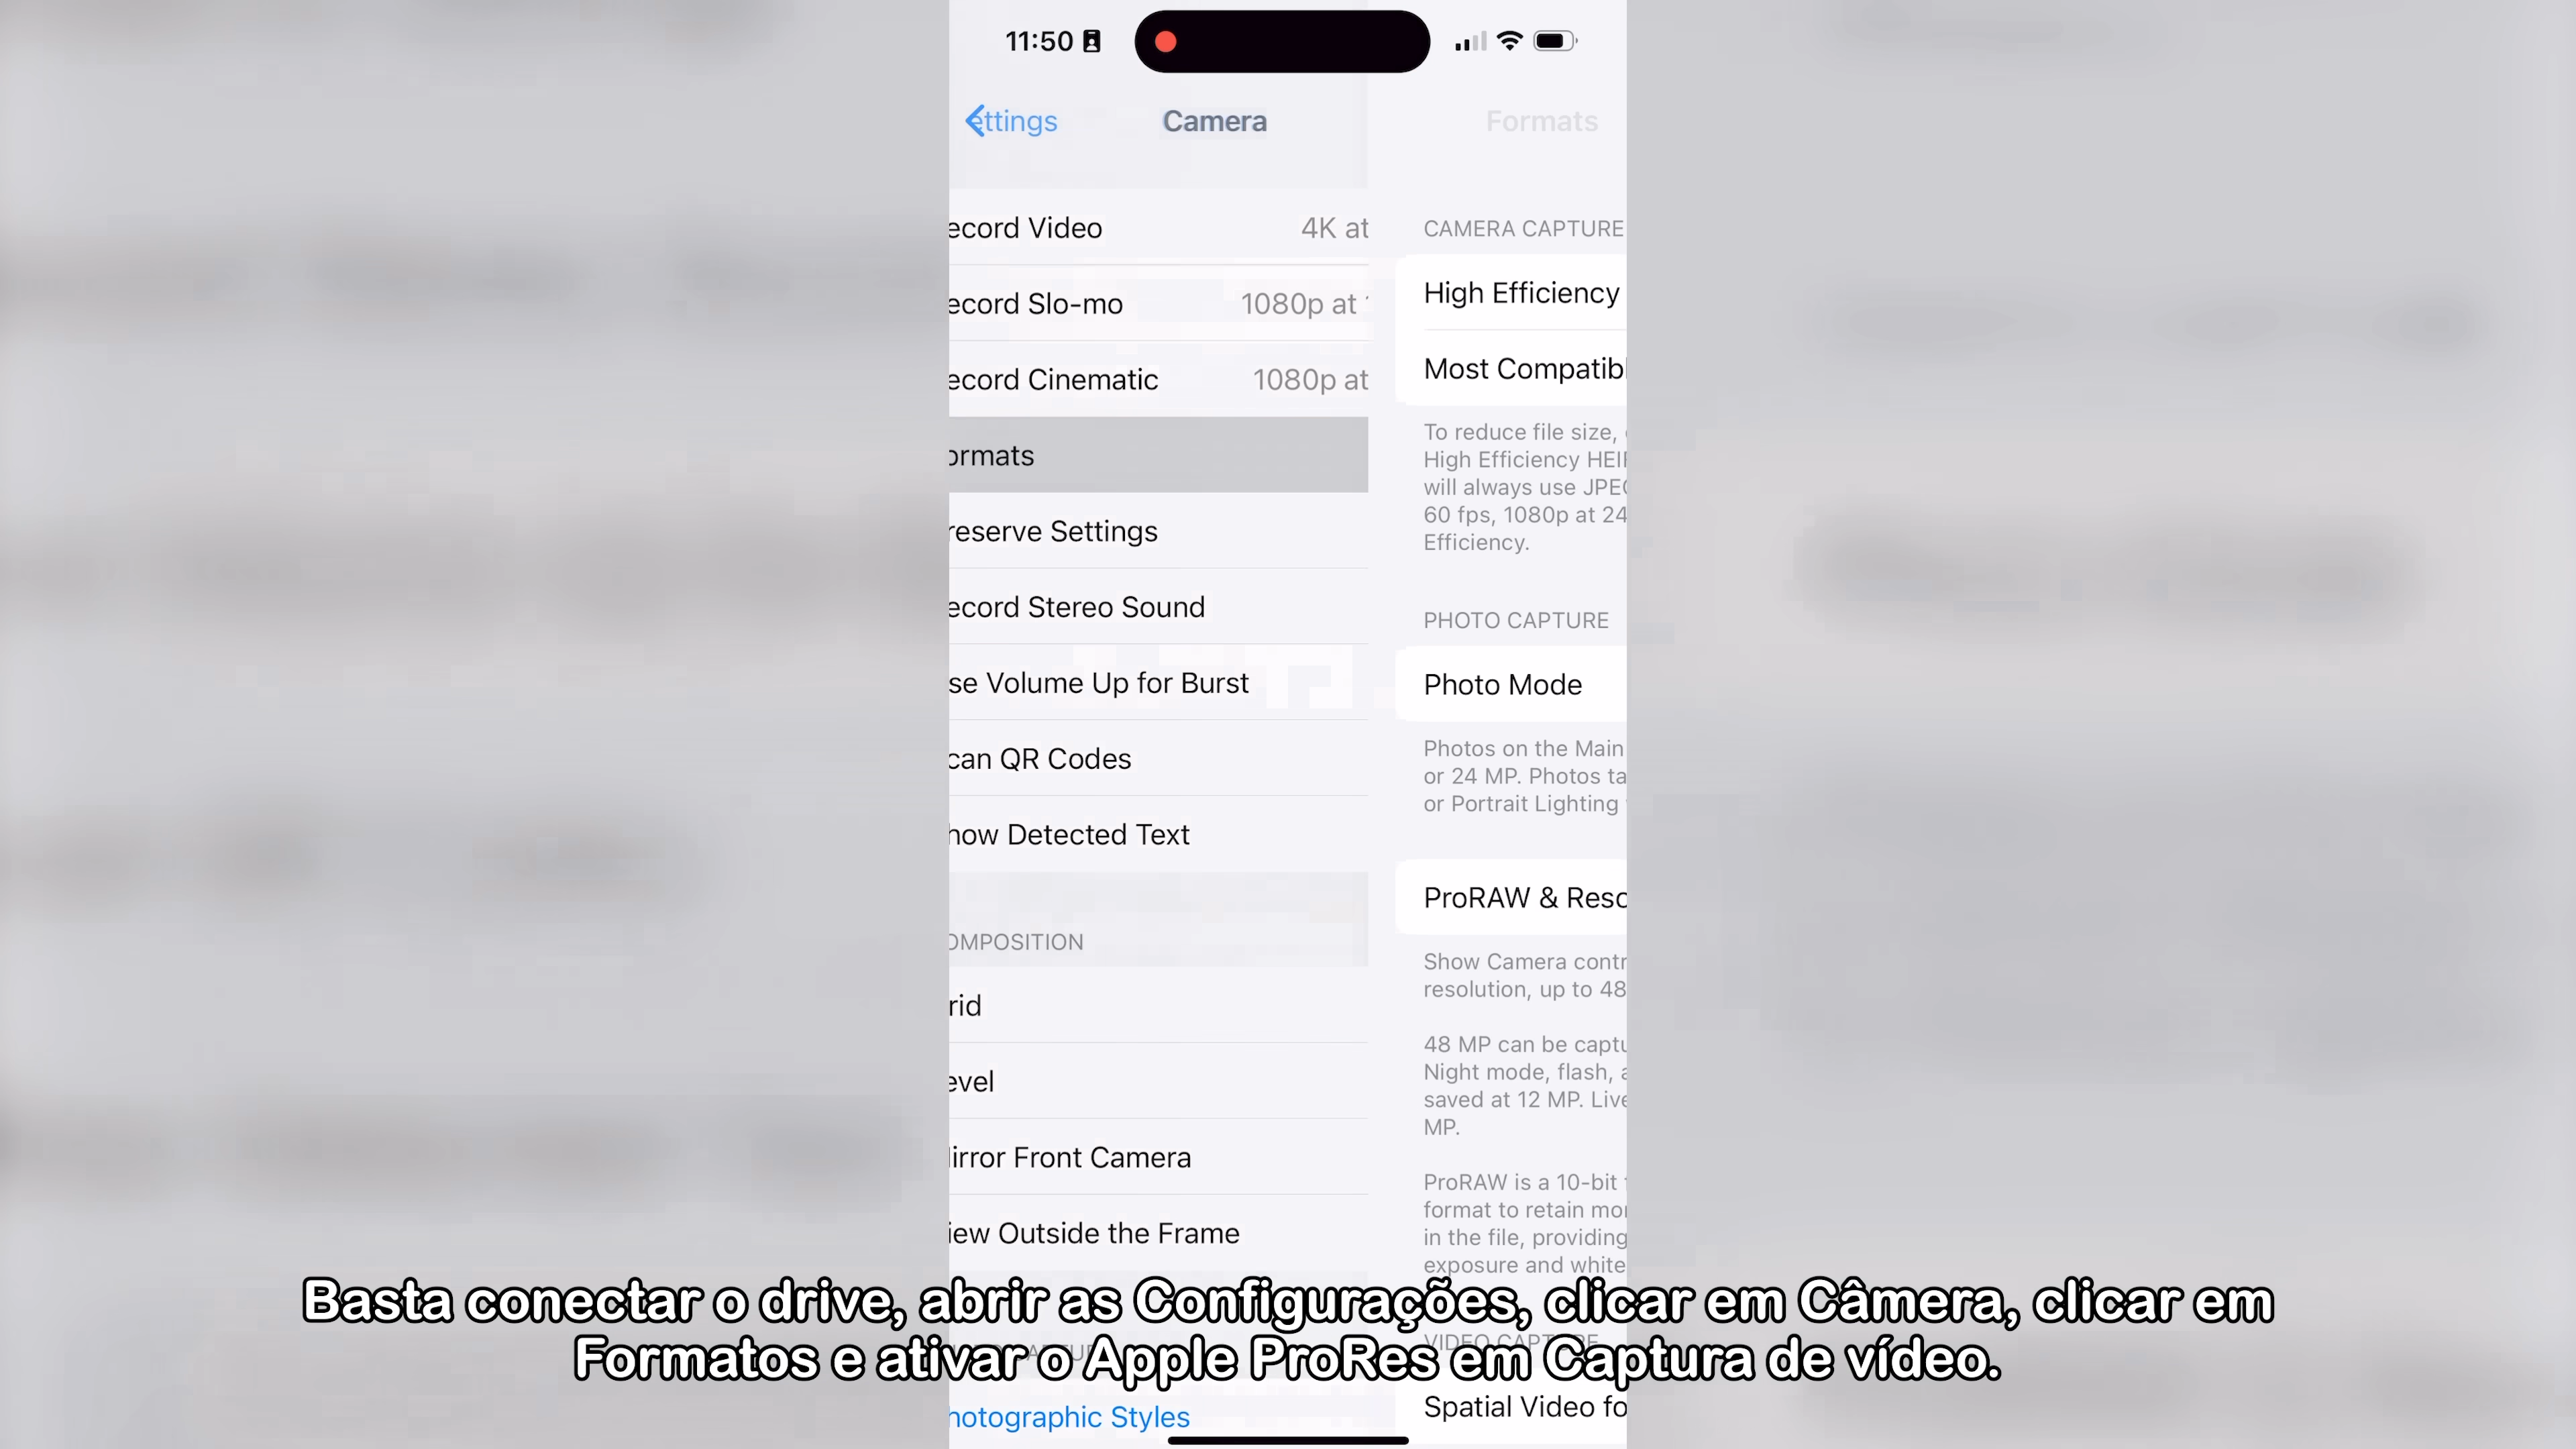 11:50
ettings
Camera
Formats
ecord Video
4K at
ecord Slo-mo
1080p at
ecord Cinematic
1080p at
ormats
reserve Settings
ecord Stereo Sound
se Volume Up for Burst
can QR Codes
how Detected Text
OMPOSITION
rid
evel
irror Front Camera
iew Outside the Frame
hotographic Styles
CAMERA CAPTURE
High Efficiency
Most Compatib
To reduce file size,
High Efficiency HEI
will always use JPE
60 fps, 1080p at 24
Efficiency.
PHOTO CAPTURE
Photo Mode
Photos on the Main
or 24 MP. Photos ta
or Portrait Lighting
ProRAW & Reso
Show Camera contr
resolution, up to 48
48 MP can be captu
Night mode, flash, a
saved at 12 MP. Live
MP.
ProRAW is a 10-bit
format to retain mor
in the file, providing
exposure and white
VIDEO CAPTURE
Spatial Video fo
Basta conectar o drive, abrir as Configurações, clicar em Câmera, clicar em
Formatos e ativar o Apple ProRes em Captura de vídeo.